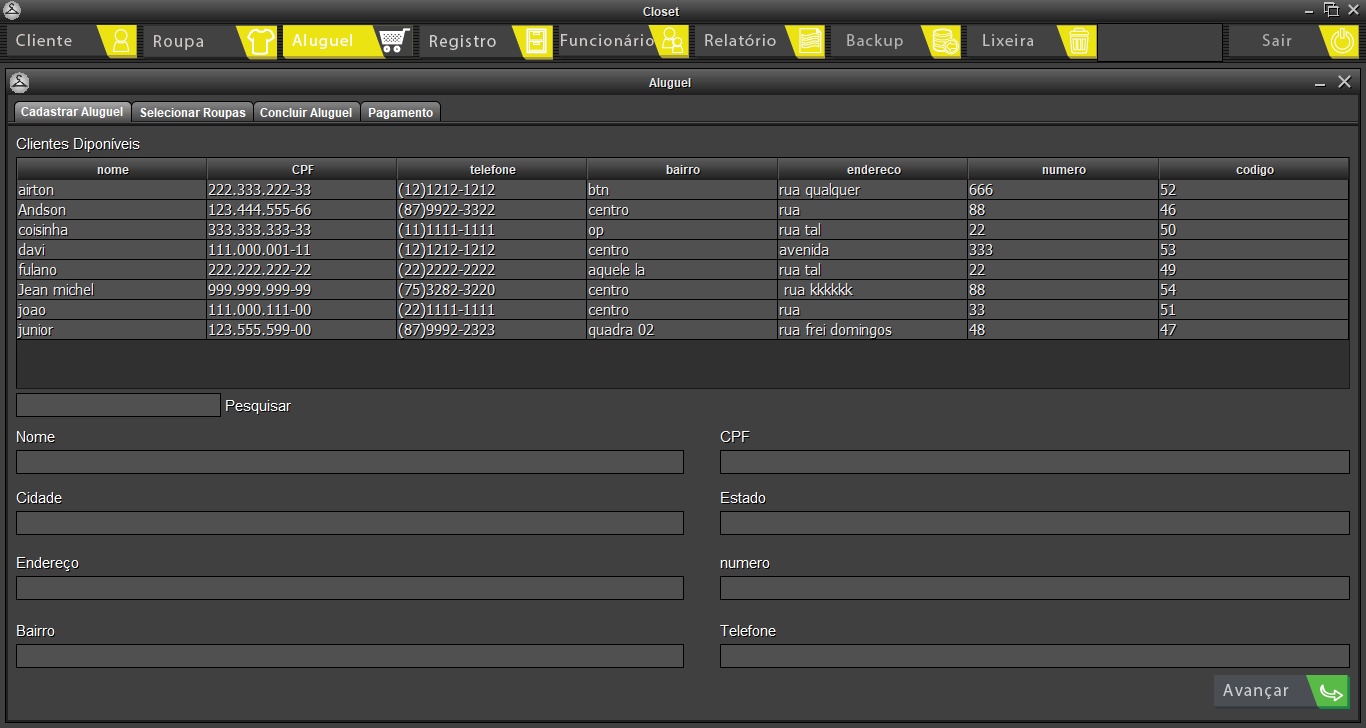 Closet
Cliente Roupa Aluguel Registro Funcionário Relatório Backup Lixeira Sair
Aluguel
Cadastrar Aluguel Selecionar Roupas Concluir Aluguel Pagamento
Clientes Diponíveis
nome CPF telefone bairro endereco numero codigo
airton 222.333.222-33 (12)1212-1212 btn rua qualquer 666 52
Andson 123.444.555-66 (87)9922-3322 centro rua 88 46
coisinha 333.333.333-33 (11)1111-1111 op rua tal 22 50
davi 111.000.001-11 (12)1212-1212 centro avenida 333 53
fulano 222.222.222-22 (22)2222-2222 aquele la rua tal 22 49
Jean michel 999.999.999-99 (75)3282-3220 centro rua kkkkkk 88 54
joao 111.000.111-00 (22)1111-1111 centro rua 33 51
junior 123.555.599-00 (87)9992-2323 quadra 02 rua frei domingos 48 47
Pesquisar
Nome CPF
Cidade Estado
Endereço numero
Bairro Telefone
Avançar